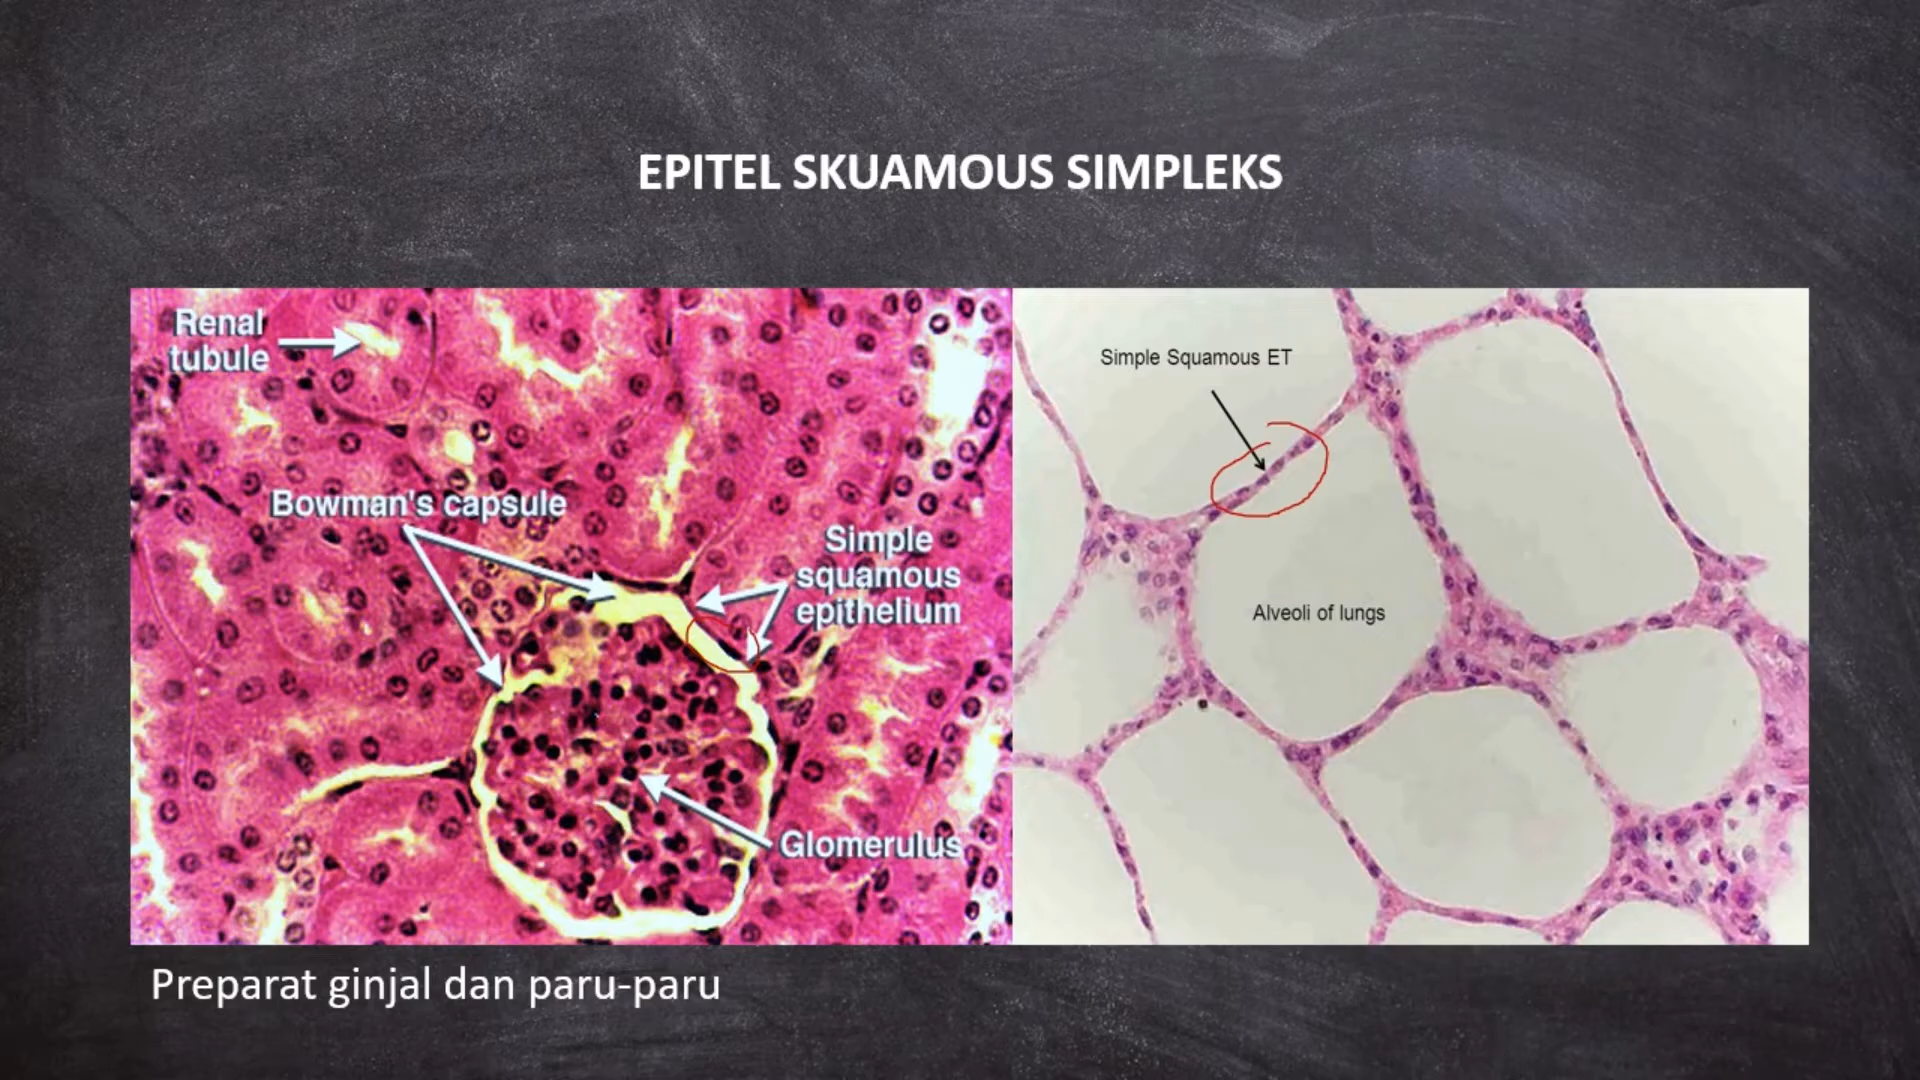 EPITEL SKUAMOUS SIMPLEKS
Renal
tubule
Bowman's capsule
Simple
squamous
epithelium
Glomerulus
Simple Squamous ET
Alveoli of lungs
Preparat ginjal dan paru-paru